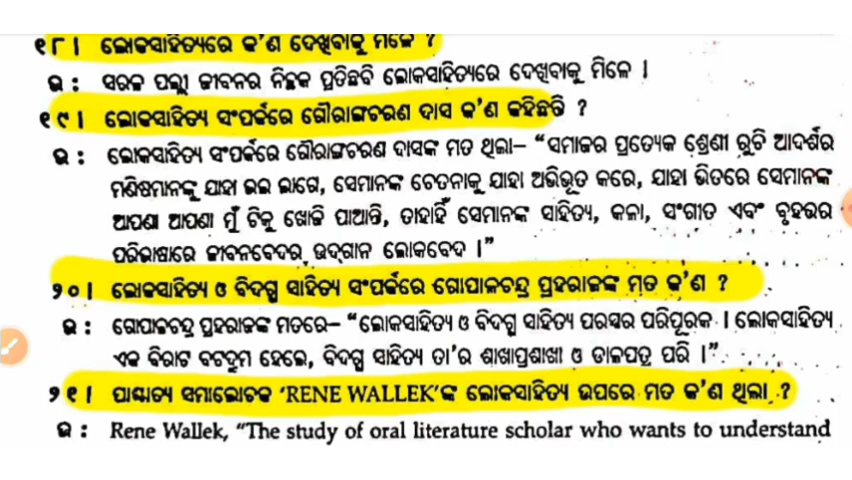 ୧୮। ଲୋକସାହିତ୍ୟରେ କ'ଣ ଦେଖିବାକୁ ମିଳେ ?
ଉ : ସରଳ ପଲ୍ଲୀ ଜୀବନର ନିଛକ ପ୍ରତିଛବି ଲୋକସାହିତ୍ୟରେ ଦେଖିବାକୁ ମିଳେ ।
୧୯। ଲୋକସାହିତ୍ୟ ସଂପର୍କରେ ଗୌରାଙ୍ଗଚରଣ ଦାସ କ'ଣ କହିଛନ୍ତି ?
ଉ : ଲୋକସାହିତ୍ୟ ସଂପର୍କରେ ଗୌରାଙ୍ଗଚରଣ ଦାସଙ୍କ ମତ ଥିଲା– “ସମାଜର ପ୍ରତ୍ୟେକ ଶ୍ରେଣୀ ରୁଚି ଆଦର୍ଶର
ମଣିଷମାନଙ୍କୁ ଯାହା ଭଲ ଲାଗେ, ସେମାନଙ୍କ ଚେତନାକୁ ଯାହା ଅଭିଭୂତ କରେ, ଯାହା ଭିତରେ ସେମାନଙ୍କ
ଆପଣା ଆପଣା ମୁଁ ଟିକୁ ଖୋଜି ପାଆନ୍ତି, ତାହାହିଁ ସେମାନଙ୍କ ସାହିତ୍ୟ, କଳା, ସଂଗୀତ ଏବଂ ବୃହତ୍ତର
ପରିଭାଷାରେ ଜୀବନବେଦର ଉଦ୍‌ଗାନ ଲୋକବେଦ ।”
୨୦। ଲୋକସାହିତ୍ୟ ଓ ବିଦଗ୍ଧ ସାହିତ୍ୟ ସଂପର୍କରେ ଗୋପାଳଚନ୍ଦ୍ର ପ୍ରହରାଜଙ୍କ ମତ କ'ଣ ?
ଉ : ଗୋପାଳଚନ୍ଦ୍ର ପ୍ରହରାଜଙ୍କ ମତରେ– “ଲୋକସାହିତ୍ୟ ଓ ବିଦଗ୍ଧ ସାହିତ୍ୟ ପରସ୍ପର ପରିପୂରକ । ଲୋକସାହିତ୍ୟ
ଏକ ବିରାଟ ବଟଦ୍ରୁମ ହେଲେ, ବିଦଗ୍ଧ ସାହିତ୍ୟ ତା'ର ଶାଖାପ୍ରଶାଖା ଓ ଡାଳପତ୍ର ପରି ।”
୨୧। ପାଶ୍ଚାତ୍ୟ ସମାଲୋଚକ ‘RENE WALLEK’ଙ୍କ ଲୋକସାହିତ୍ୟ ଉପରେ ମତ କ'ଣ ଥିଲା ?
ଉ : Rene Wallek, “The study of oral literature scholar who wants to understand